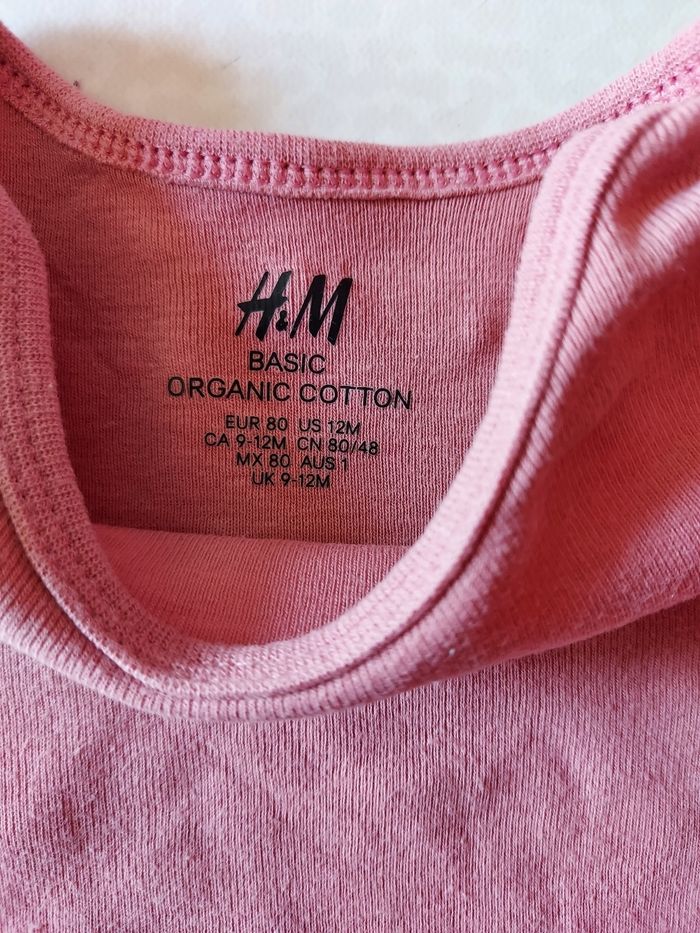 H&M
BASIC
ORGANIC COTTON
EUR 80 US 12M
CA 9-12M CN 80/48
MX 80 AUS 1
UK 9-12M